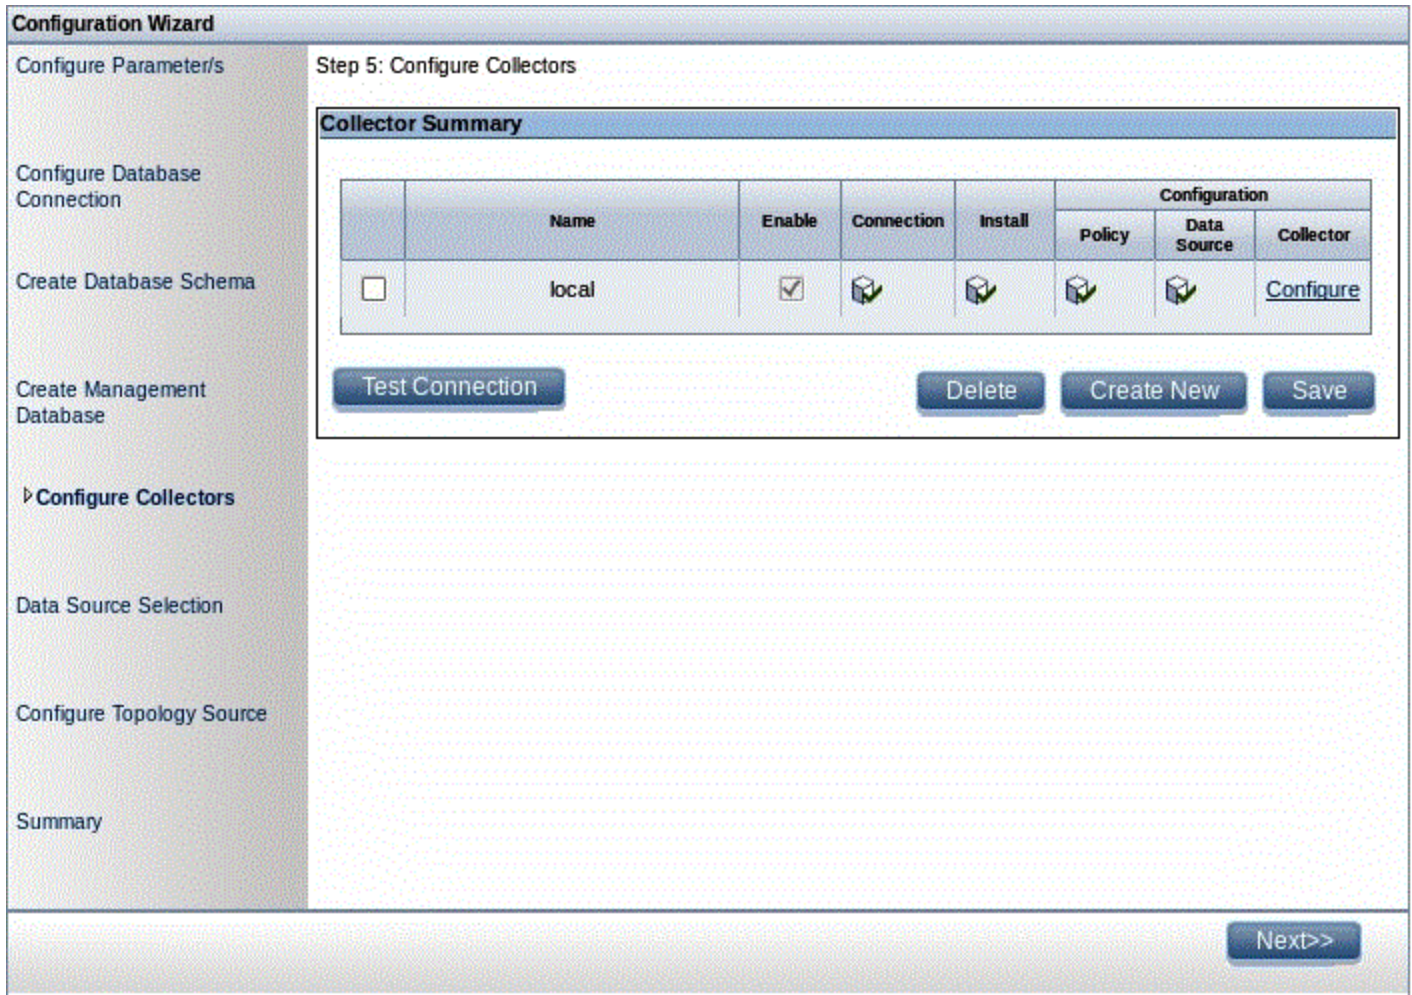 Configuration Wizard
Configure Parameter/s
Configure Database
Connection
Create Database Schema
Create Management
Database
Configure Collectors
Data Source Selection
Configure Topology Source
Summary
Step 5: Configure Collectors
Collector Summary
Name
Enable
Connection
Install
Configuration
Policy
Data
Source
Collector
local
Configure
Test Connection
Delete
Create New
Save
Next>>